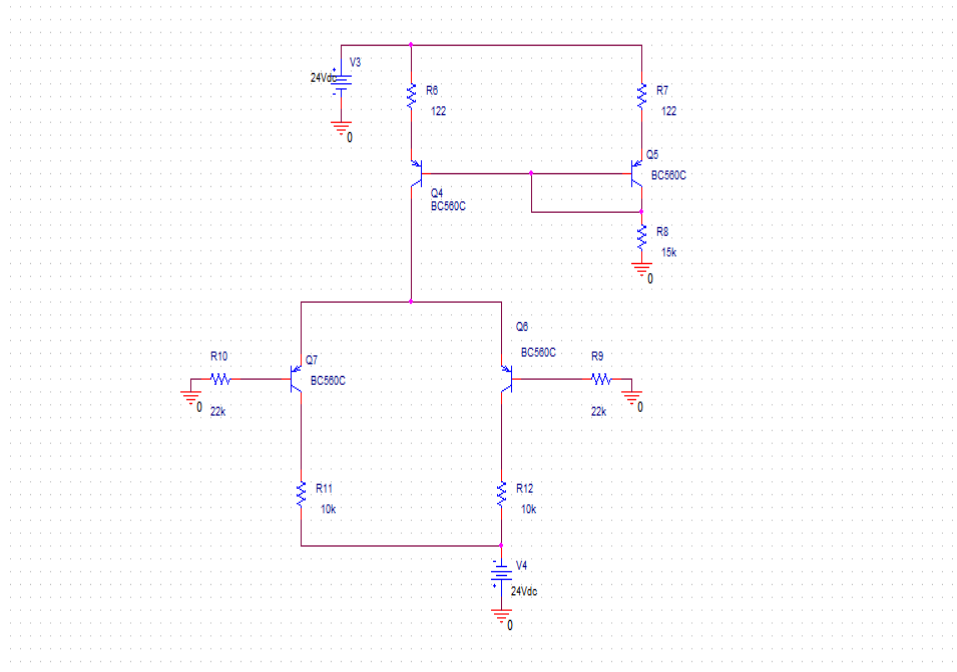 V3
24Vdc
0
R6
122
R7
122
Q5
BC560C
Q4
BC560C
R8
15k
0
Q6
BC560C
R10
Q7
BC560C
R9
0
22k
22k
0
R11
10k
R12
10k
V4
24Vdc
0